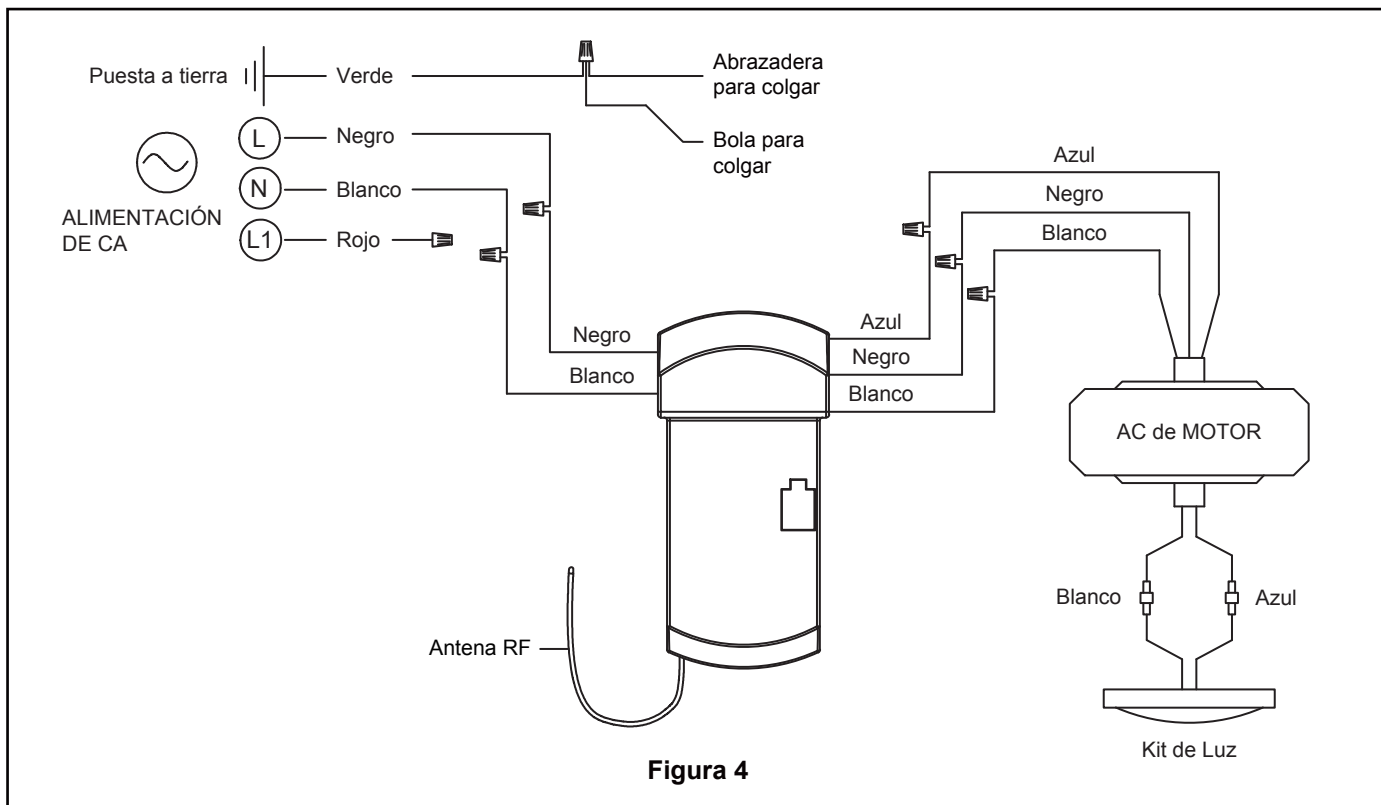 Puesta a tierra
Verde
Abrazadera
para colgar
Bola para
colgar
L
Negro
N
Blanco
L1
Rojo
ALIMENTACIÓN
DE CA
Azul
Negro
Blanco
Negro
Blanco
Azul
Negro
Blanco
AC de MOTOR
Blanco
Azul
Antena RF
Kit de Luz
Figura 4